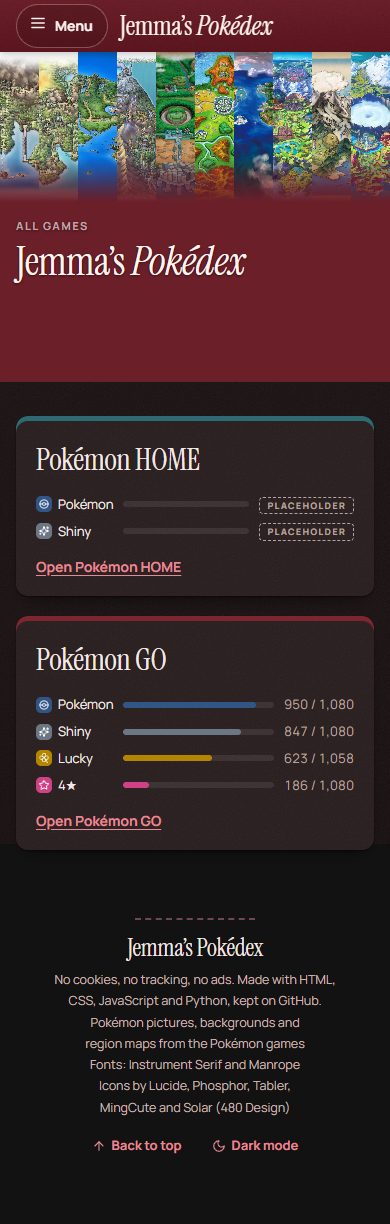 Menu
Jemma's Pokédex
ALL GAMES
Jemma's Pokédex
Pokémon HOME
Pokémon PLACEHOLDER
Shiny PLACEHOLDER
Open Pokémon HOME
Pokémon GO
Pokémon 950 / 1,080
Shiny 847 / 1,080
Lucky 623 / 1,058
4★ 186 / 1,080
Open Pokémon GO
Jemma's Pokédex
No cookies, no tracking, no ads. Made with HTML,
CSS, JavaScript and Python, kept on GitHub.
Pokémon pictures, backgrounds and
region maps from the Pokémon games
Fonts: Instrument Serif and Manrope
Icons by Lucide, Phosphor, Tabler,
MingCute and Solar (480 Design)
Back to top Dark mode